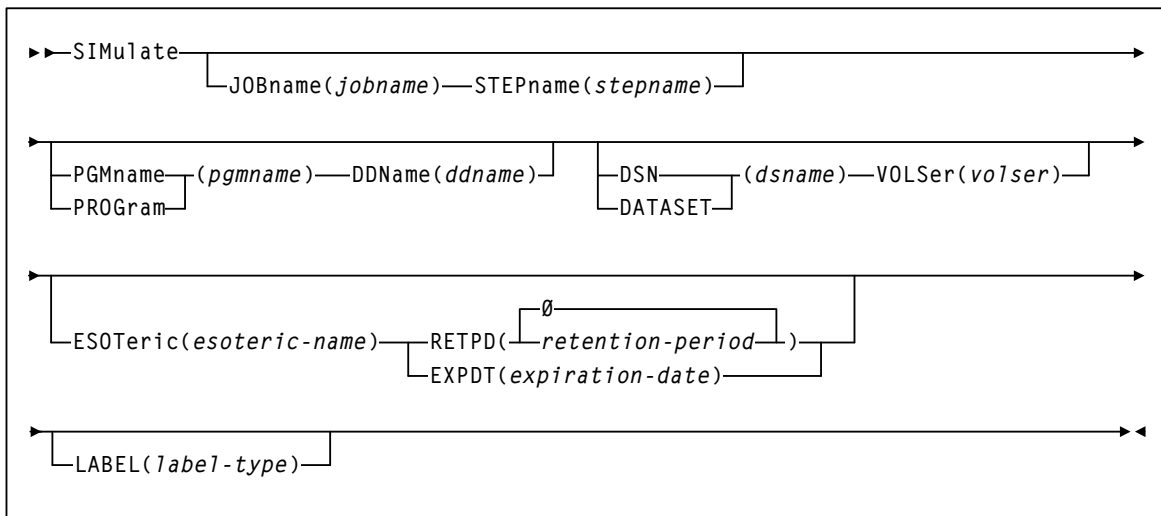 SIMulate
JOBname(jobname) STEPname(stepname)
PGMname (pgmname) DDName(ddname) DSN (dsname) VOLSer(volser)
PROGram DATASET
Ø
ESOTeric(esoteric-name) RETPD( retention-period )
EXPDT(expiration-date)
LABEL(label-type)